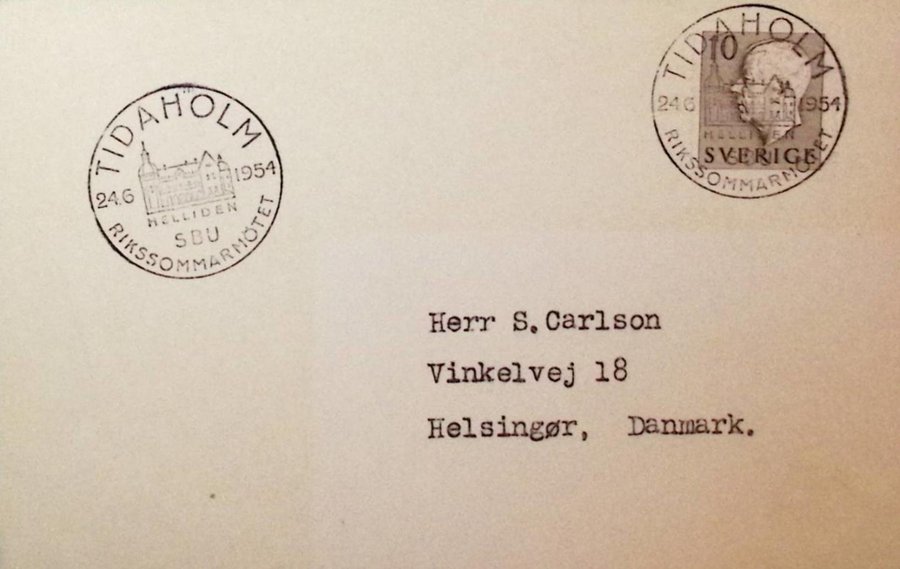 TIDAHOLM
24.6 1954
HELLIDEN
SBU
RIKSSOMMARMÖTET
TIDAHOLM
10
24.6 1954
HELLIDEN
SVERIGE
SBU
RIKSSOMMARMÖTET
Herr S.Carlson
Vinkelvej 18
Helsingør, Danmark.